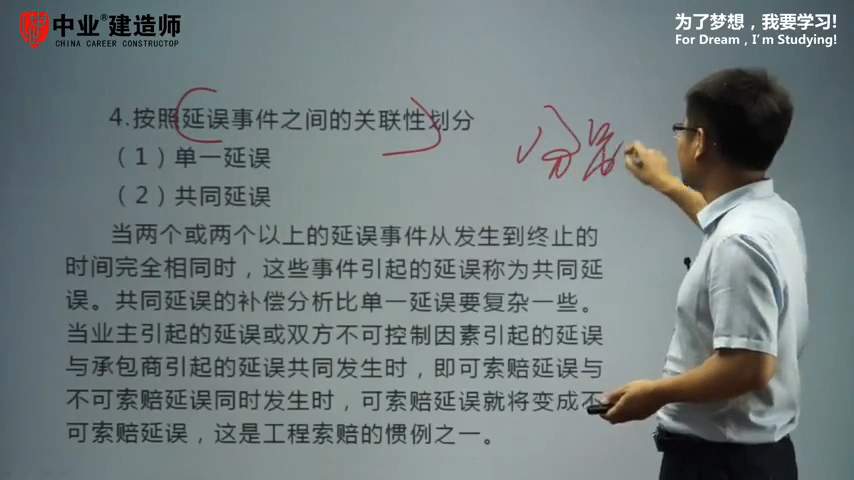 中业®建造师
CHINA CAREER CONSTRUCTOP
为了梦想，我要学习!
For Dream , I'm Studying!
4.按照延误事件之间的关联性划分
（1）单一延误
（2）共同延误
当两个或两个以上的延误事件从发生到终止的
时间完全相同时，这些事件引起的延误称为共同延
误。共同延误的补偿分析比单一延误要复杂一些。
当业主引起的延误或双方不可控制因素引起的延误
与承包商引起的延误共同发生时，即可索赔延误与
不可索赔延误同时发生时，可索赔延误就将变成不
可索赔延误，这是工程索赔的惯例之一。